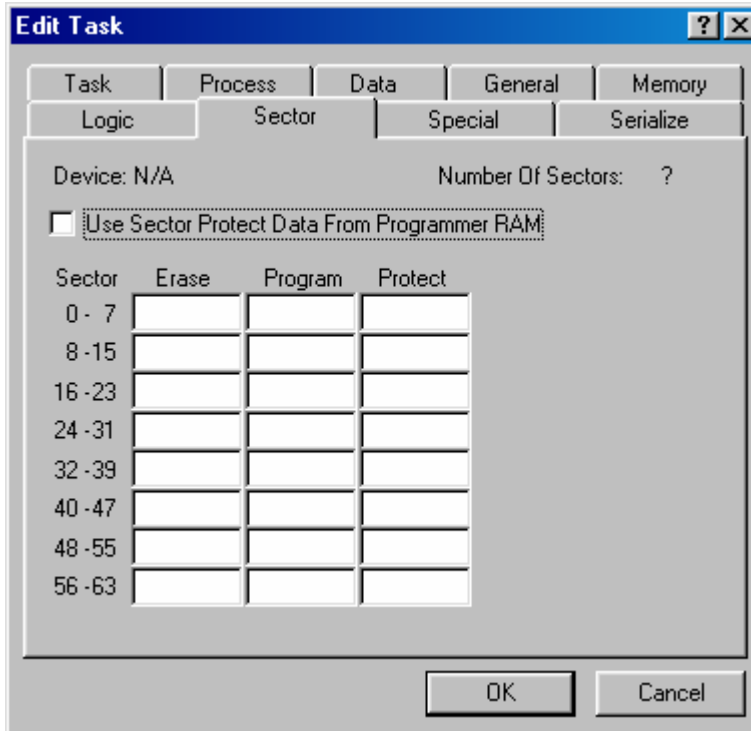 Edit Task
Task Process Data General Memory
Logic Sector Special Serialize
Device: N/A Number Of Sectors: ?
Use Sector Protect Data From Programmer RAM
Sector Erase Program Protect
0 - 7
8 -15
16 -23
24 -31
32 -39
40 -47
48 -55
56 -63
OK Cancel